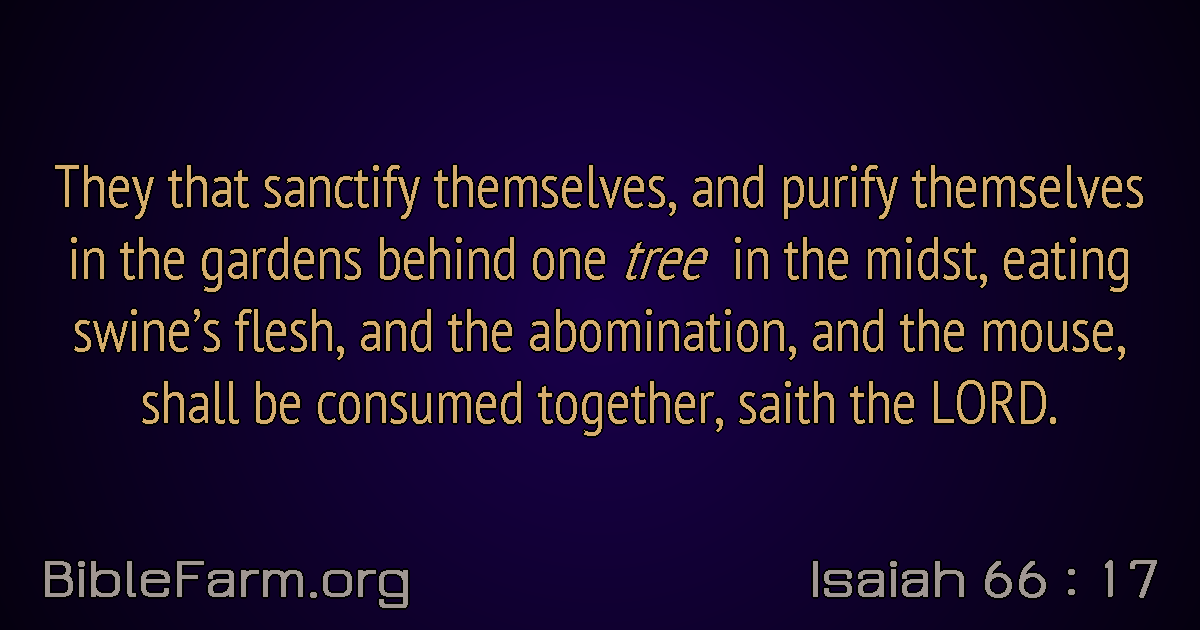 They that sanctify themselves, and purify themselves
in the gardens behind one tree in the midst, eating
swine’s flesh, and the abomination, and the mouse,
shall be consumed together, saith the LORD.
BibleFarm.org
Isaiah 66 : 17